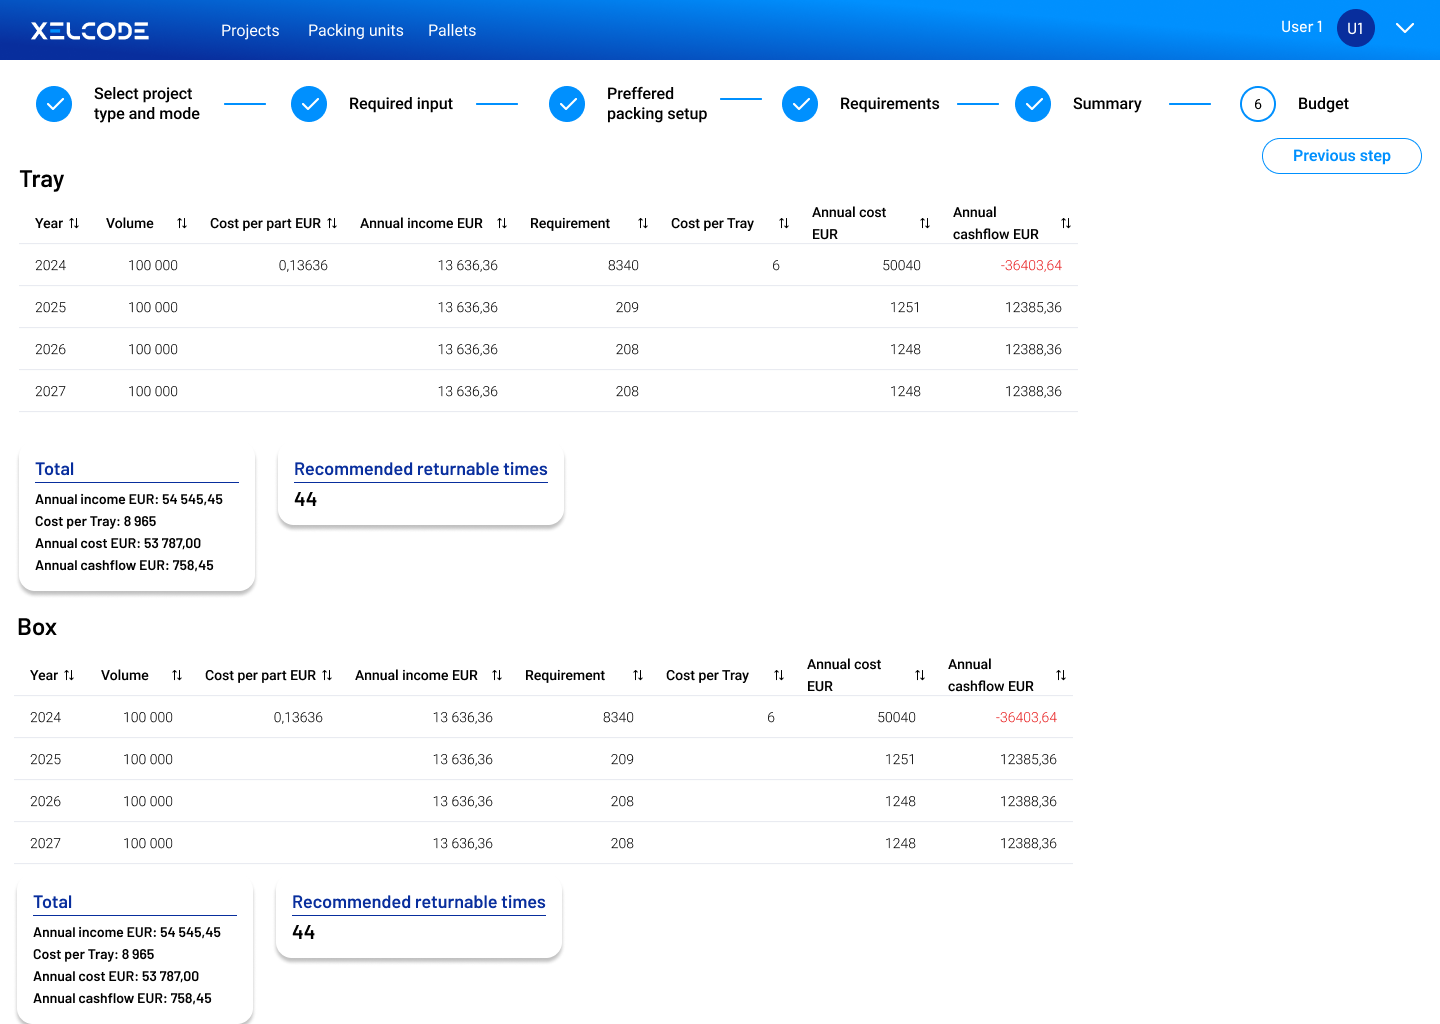 XELCODE
Projects
Packing units
Pallets
User 1
U1
Select project
type and mode
Required input
Preffered
packing setup
Requirements
Summary
6
Budget
Previous step
Tray
Year Volume Cost per part EUR Annual income EUR Requirement Cost per Tray Annual cost EUR Annual cashflow EUR
2024 100 000 0,13636 13 636,36 8340 6 50040 -36403,64
2025 100 000 13 636,36 209 1251 12385,36
2026 100 000 13 636,36 208 1248 12388,36
2027 100 000 13 636,36 208 1248 12388,36
Total
Annual income EUR: 54 545,45
Cost per Tray: 8 965
Annual cost EUR: 53 787,00
Annual cashflow EUR: 758,45
Recommended returnable times
44
Box
Year Volume Cost per part EUR Annual income EUR Requirement Cost per Tray Annual cost EUR Annual cashflow EUR
2024 100 000 0,13636 13 636,36 8340 6 50040 -36403,64
2025 100 000 13 636,36 209 1251 12385,36
2026 100 000 13 636,36 208 1248 12388,36
2027 100 000 13 636,36 208 1248 12388,36
Total
Annual income EUR: 54 545,45
Cost per Tray: 8 965
Annual cost EUR: 53 787,00
Annual cashflow EUR: 758,45
Recommended returnable times
44